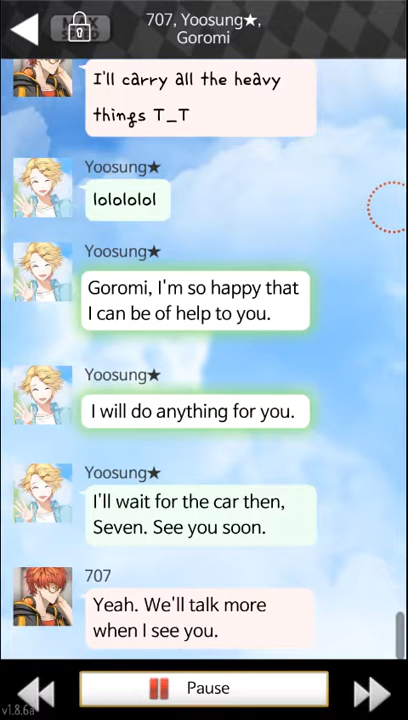 707, Yoosung★,
Goromi
I'll carry all the heavy
things T_T
Yoosung★
lolololol
Yoosung★
Goromi, I'm so happy that
I can be of help to you.
Yoosung★
I will do anything for you.
Yoosung★
I'll wait for the car then,
Seven. See you soon.
707
Yeah. We'll talk more
when I see you.
Pause
v1.8.6a